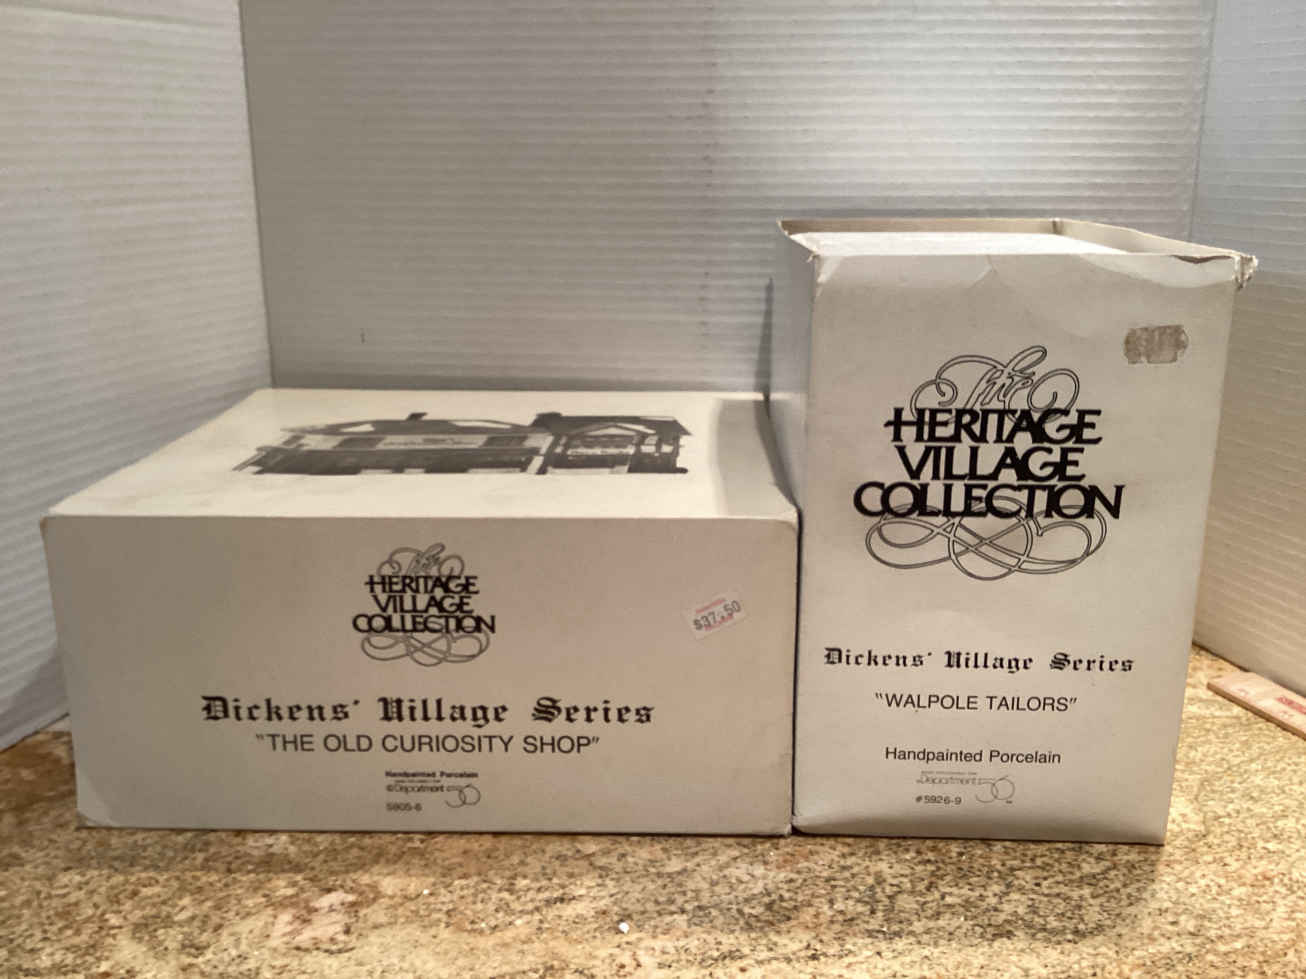 The
HERITAGE
VILLAGE
COLLECTION
$37.50
Dickens' Village Series
"THE OLD CURIOSITY SHOP"
Handpainted Porcelain
©Department 56
5905-6
The
HERITAGE
VILLAGE
COLLECTION
Dickens' Village Series
"WALPOLE TAILORS"
Handpainted Porcelain
Department 56
#5926-9